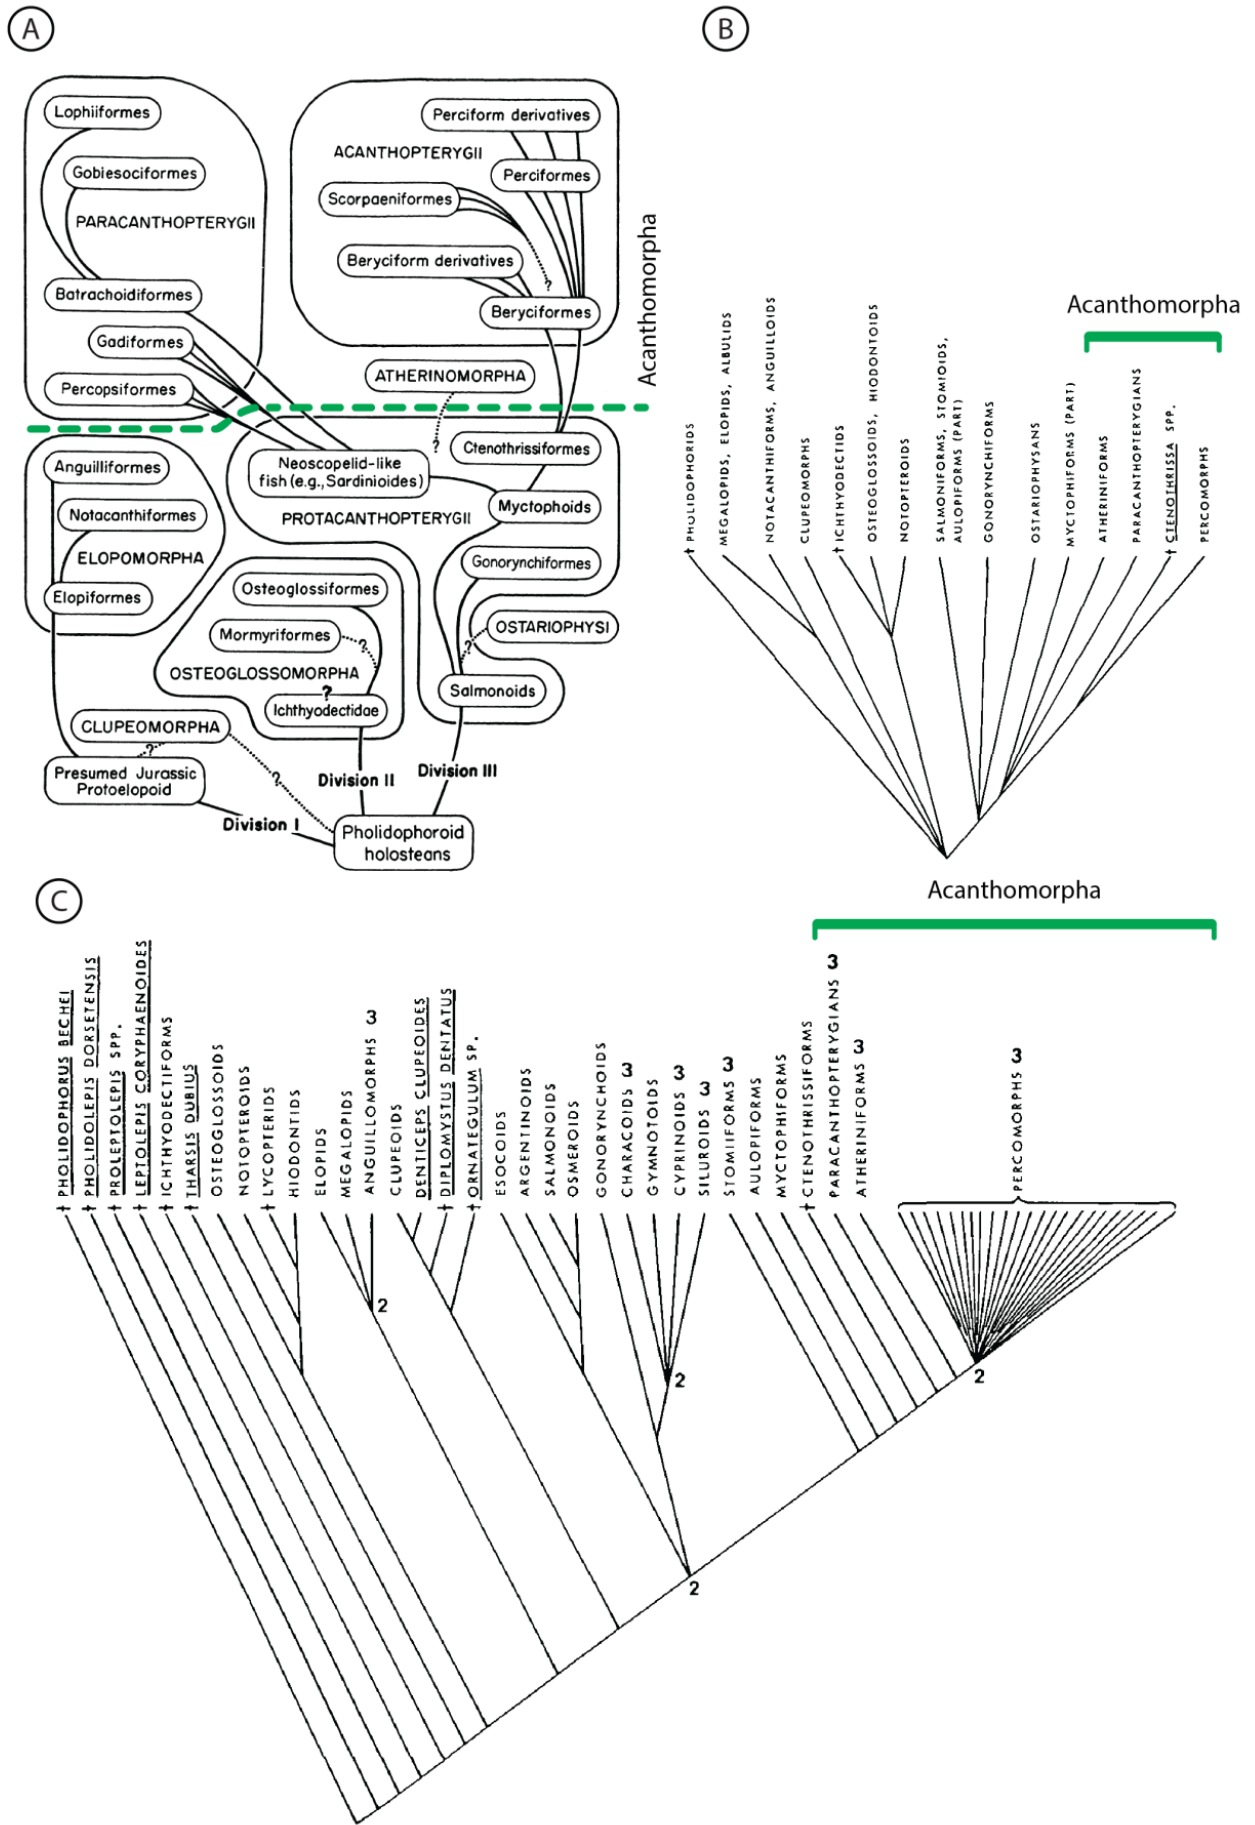 A
Lophiiformes
Gobiesociformes
PARACANTHOPTERYGII
Batrachoidiformes
Gadiformes
Percopsiformes
Perciform derivatives
ACANTHOPTERYGII
Perciformes
Scorpaeniformes
Beryciform derivatives
?
Beryciformes
ATHERINOMORPHA
Acanthomorpha
Anguilliformes
Notacanthiformes
ELOPOMORPHA
Elopiformes
?
Ctenothrissiformes
Neoscopelid-like
fish (e.g., Sardinioides)
Myctophoids
PROTACANTHOPTERYGII
Gonorynchiformes
Osteoglossiformes
Mormyriformes
?
OSTEOGLOSSOMORPHA
?
Ichthyodectidae
OSTARIOPHYSI
?
Salmonoids
CLUPEOMORPHA
?
?
Presumed Jurassic
Protoelopoid
Division I
Division II
Division III
Pholidophoroid
holosteans
B
Acanthomorpha
† PHOLIDOPHORIDS
MEGALOPIDS, ELOPIDS, ALBULIDS
NOTACANTHIFORMS, ANGUILLOIDS
CLUPEOMORPHS
† ICHTHYODECTIDS
OSTEOGLOSSOIDS, HIODONTOIDS
NOTOPTEROIDS
SALMONIFORMS, STOMIOIDS,
AULOPIFORMS (PART)
GONORYNCHIFORMS
OSTARIOPHYSANS
MYCTOPHIFORMS (PART)
ATHERINIFORMS
PARACANTHOPTERYGIANS
† CTENOTHRISSA SPP.
PERCOMORPHS
C
Acanthomorpha
† PHOLIDOPHORUS BECHEI
† PHOLIDOLEPIS DORSETENSIS
† PROLEPTOLEPIS SPP.
† LEPTOLEPIS CORYPHAENOIDES
† ICHTHYODECTIFORMS
† THARSIS DUBIUS
OSTEOGLOSSOIDS
NOTOPTEROIDS
† LYCOPTERIDS
HIODONTIDS
ELOPIDS
MEGALOPIDS
ANGUILLOMORPHS 3
CLUPEOIDS
DENTICEPS CLUPEOIDES
† DIPLOMYSTUS DENTATUS
† ORNATEGULUM SP.
ESOCOIDS
ARGENTINOIDS
SALMONOIDS
OSMEROIDS
GONORYNCHOIDS
CHARACOIDS 3
GYMNOTOIDS
CYPRINOIDS 3
SILUROIDS 3
STOMIIFORMS 3
AULOPIFORMS
MYCTOPHIFORMS
† CTENOTHRISSIFORMS
PARACANTHOPTERYGIANS 3
ATHERINIFORMS 3
PERCOMORPHS 3
2
2
2
2